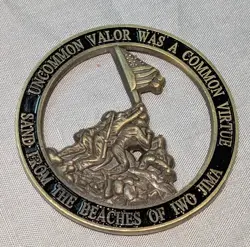 UNCOMMON VALOR WAS A COMMON VIRTUE
SAND FROM THE BEACHES OF IWO JIMA